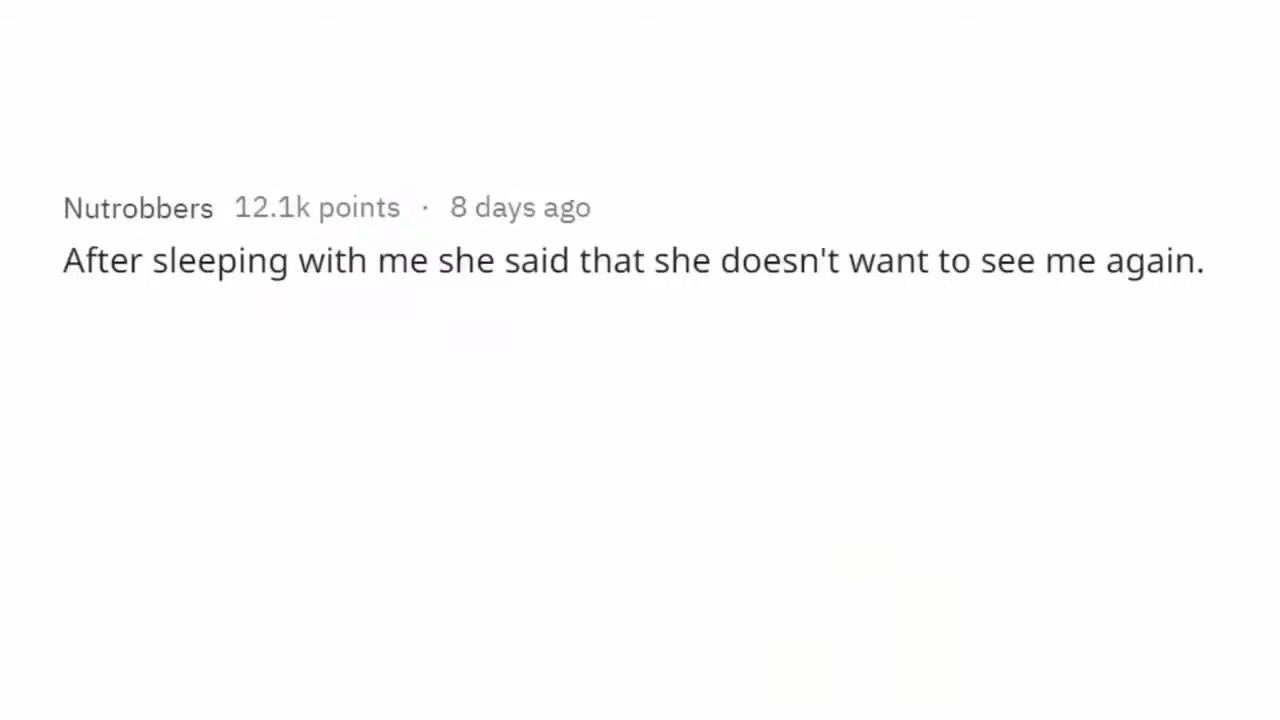 Nutrobbers 12.1k points · 8 days ago
After sleeping with me she said that she doesn't want to see me again.